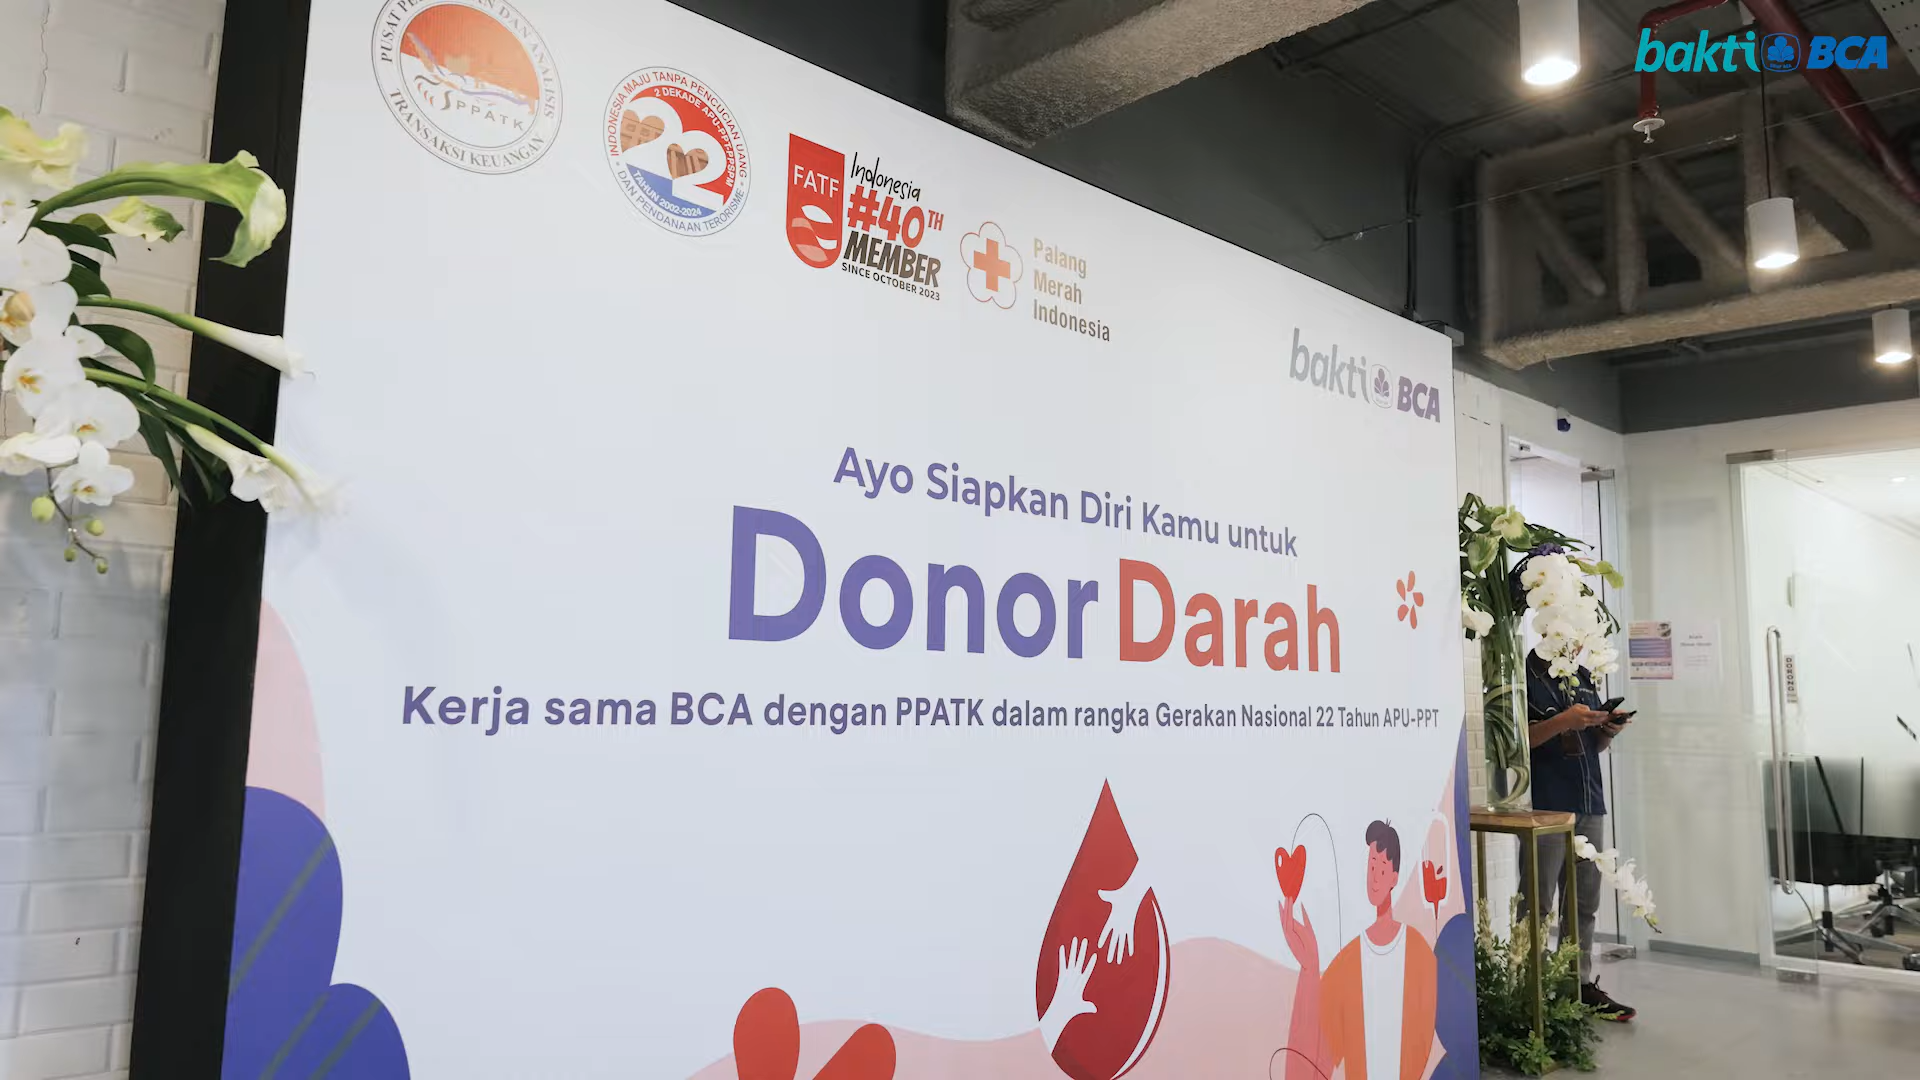 bakti BCA
PUSAT PELAPORAN DAN ANALISIS
TRANSAKSI KEUANGAN
PPATK
INDONESIA MAJU TANPA PENCUCIAN UANG
DAN PENDANAAN TERORISME
2 DEKADE APU-PPT-PPSPM
22
TAHUN 2002-2024
FATF
Indonesia
#40TH
MEMBER
SINCE OCTOBER 2023
Palang
Merah
Indonesia
bakti BCA
Ayo Siapkan Diri Kamu untuk
Donor Darah
Kerja sama BCA dengan PPATK dalam rangka Gerakan Nasional 22 Tahun APU-PPT
DORONG